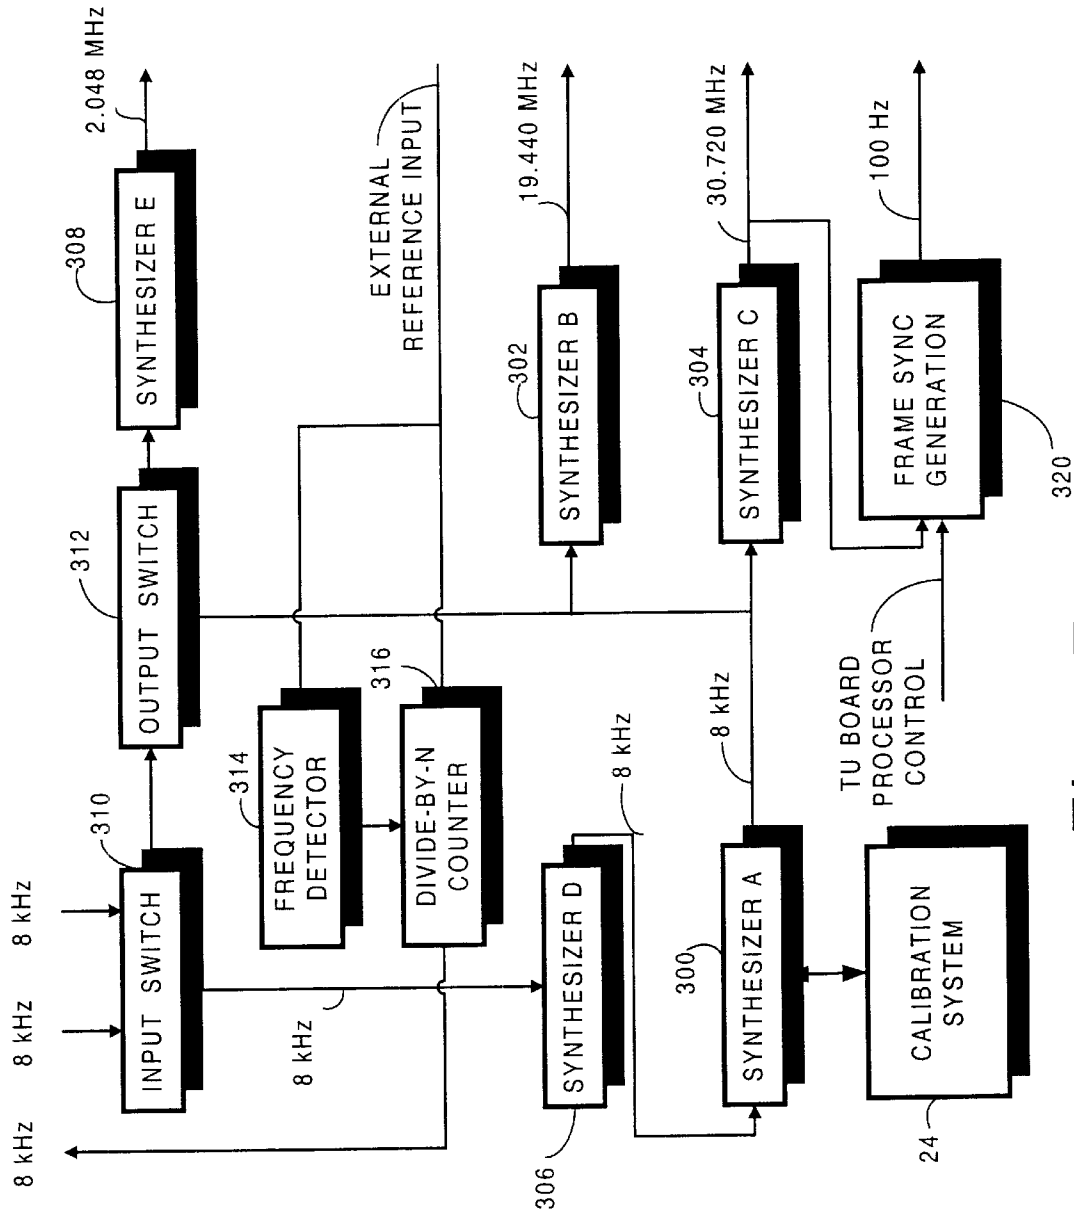 8 kHz
8 kHz
8 kHz
310
INPUT SWITCH
312
OUTPUT SWITCH
308
SYNTHESIZER E
2.048 MHz
8 kHz
314
FREQUENCY
DETECTOR
316
DIVIDE-BY-N
COUNTER
EXTERNAL
REFERENCE INPUT
306
SYNTHESIZER D
8 kHz
302
SYNTHESIZER B
19.440 MHz
300
SYNTHESIZER A
8 kHz
304
SYNTHESIZER C
30.720 MHz
24
CALIBRATION
SYSTEM
TU BOARD
PROCESSOR
CONTROL
FRAME SYNC
GENERATION
320
100 Hz